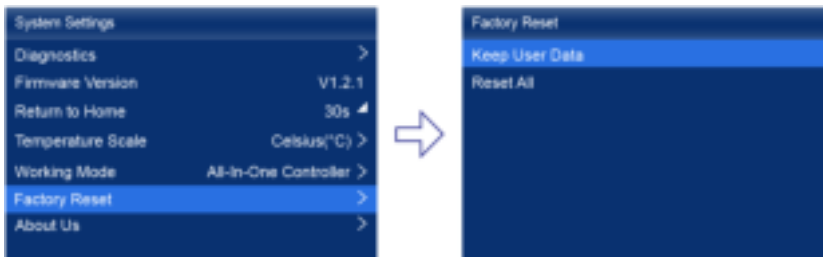 System Settings
Diagnostics >
Firmware Version V1.2.1
Return to Home 30s
Temperature Scale Celsius(°C) >
Working Mode All-In-One Controller >
Factory Reset >
About Us >
Factory Reset
Keep User Data
Reset All